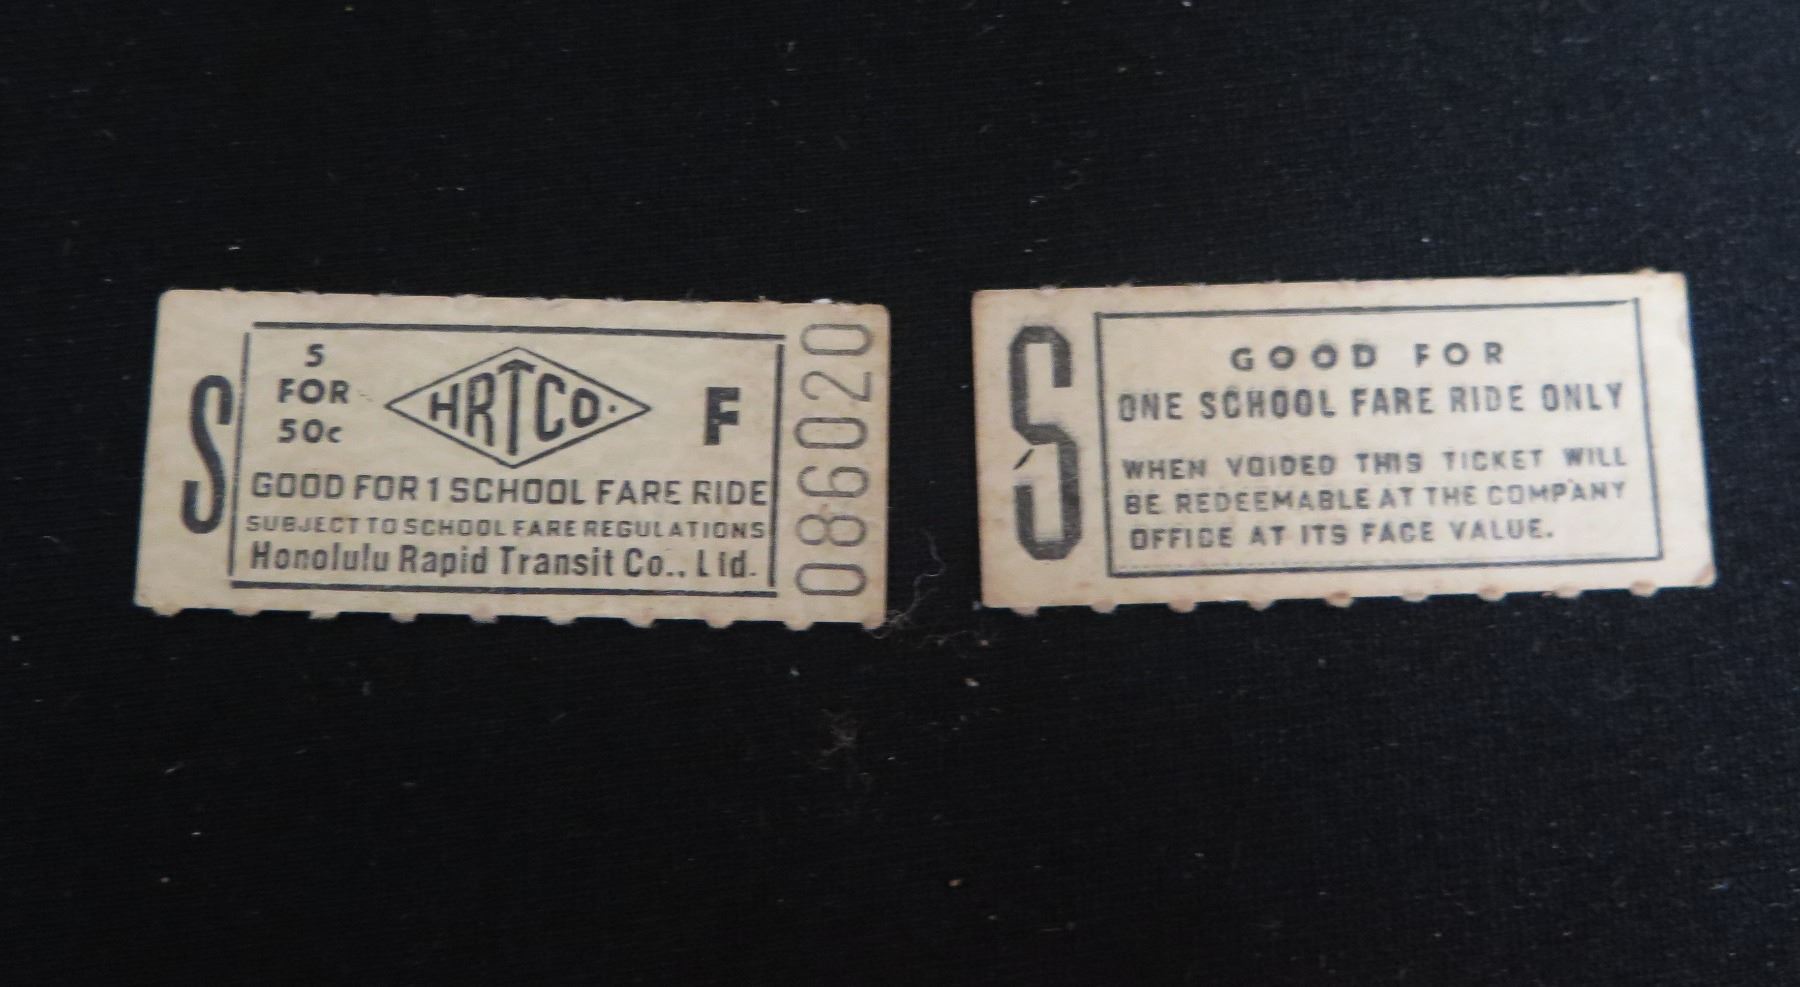 S
5
FOR
50c
HRTCO.
F
GOOD FOR 1 SCHOOL FARE RIDE
SUBJECT TO SCHOOL FARE REGULATIONS
Honolulu Rapid Transit Co., Ltd.
086020
S
GOOD FOR
ONE SCHOOL FARE RIDE ONLY
WHEN VOIDED THIS TICKET WILL
BE REDEEMABLE AT THE COMPANY
OFFICE AT ITS FACE VALUE.